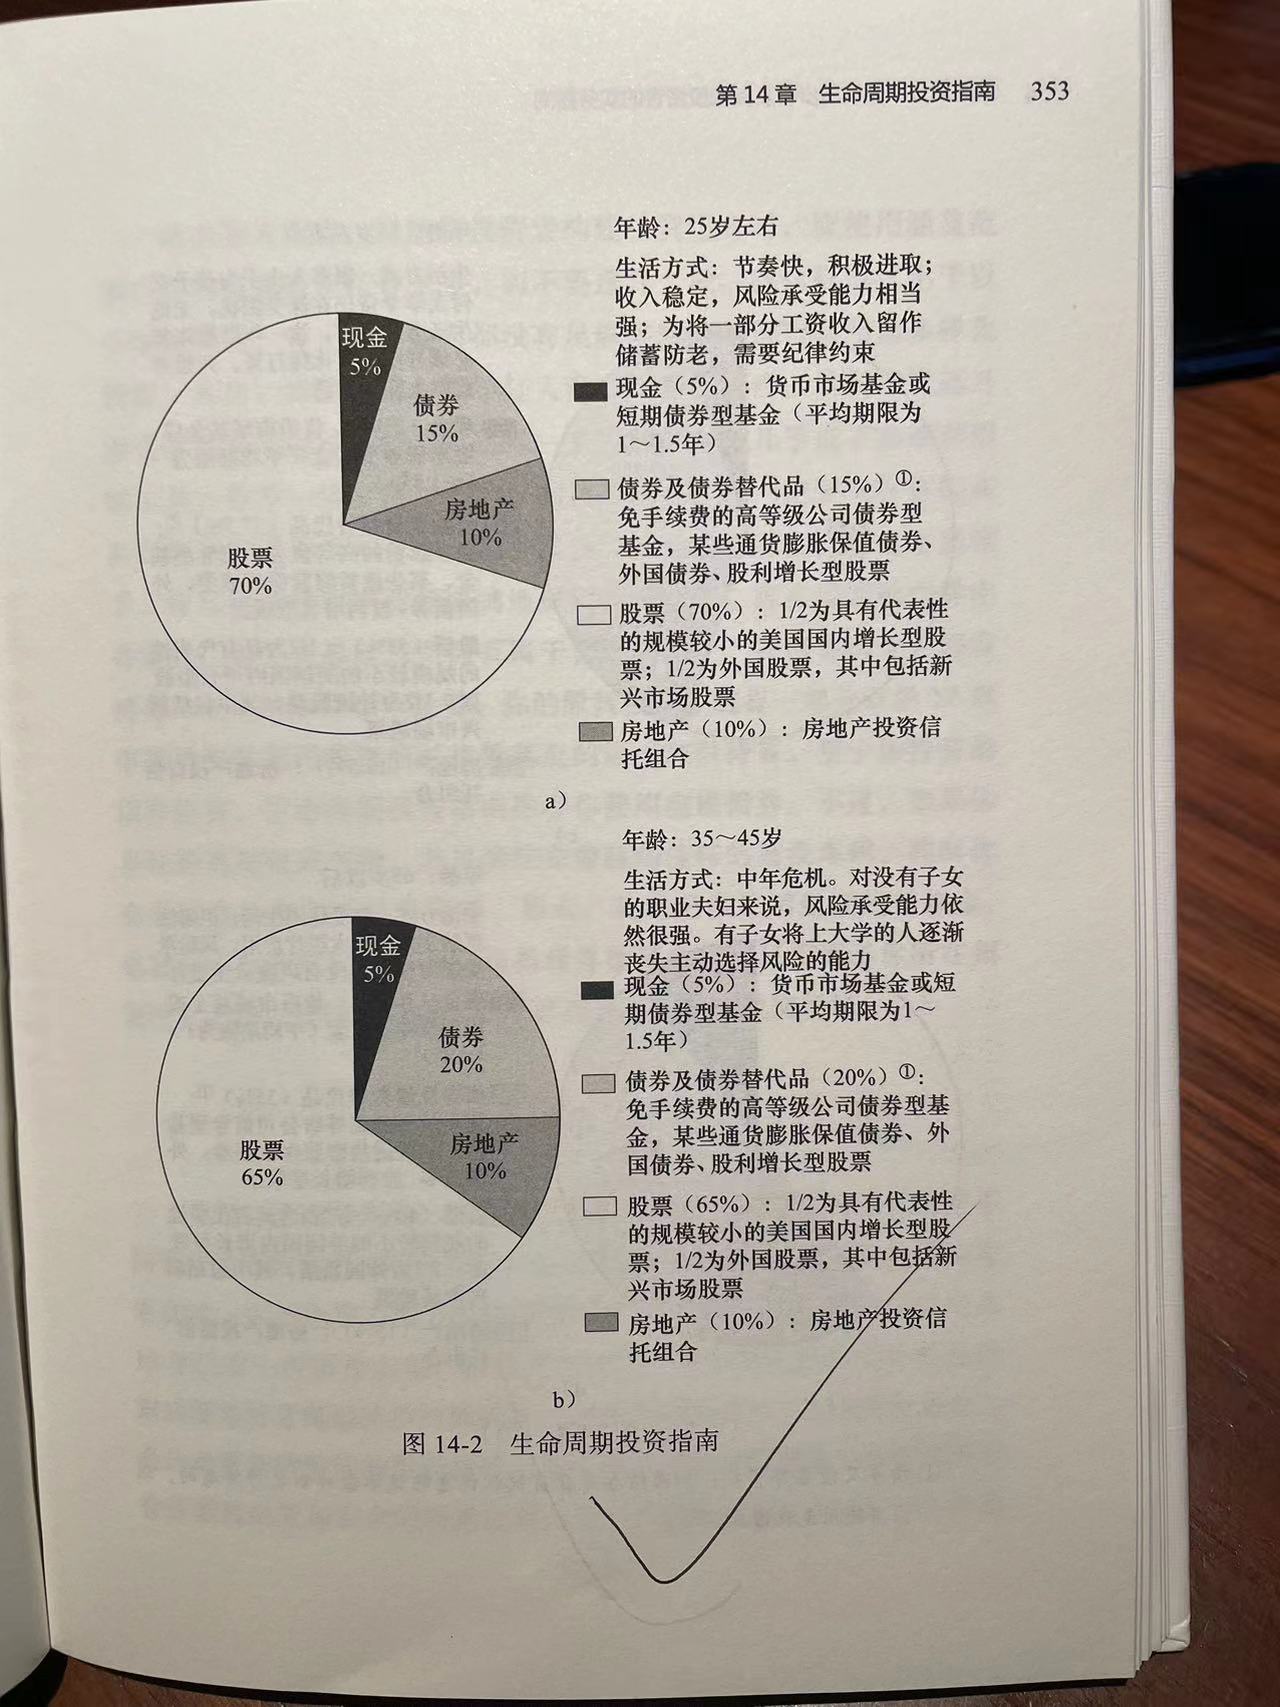 第 14 章　生命周期投资指南　353
年龄：25岁左右
生活方式：节奏快，积极进取；
收入稳定，风险承受能力相当
强；为将一部分工资收入留作
储蓄防老，需要纪律约束
现金（5%）：货币市场基金或
短期债券型基金（平均期限为
1～1.5年）
债券及债券替代品（15%）①：
免手续费的高等级公司债券型
基金，某些通货膨胀保值债券、
外国债券、股利增长型股票
股票（70%）：1/2为具有代表性
的规模较小的美国国内增长型股
票；1/2为外国股票，其中包括新
兴市场股票
房地产（10%）：房地产投资信
托组合
现金
5%
债券
15%
房地产
10%
股票
70%
a）
年龄：35～45岁
生活方式：中年危机。对没有子女
的职业夫妇来说，风险承受能力依
然很强。有子女将上大学的人逐渐
丧失主动选择风险的能力
现金（5%）：货币市场基金或短
期债券型基金（平均期限为1～
1.5年）
债券及债券替代品（20%）①：
免手续费的高等级公司债券型基
金，某些通货膨胀保值债券、外
国债券、股利增长型股票
股票（65%）：1/2为具有代表性
的规模较小的美国国内增长型股
票；1/2为外国股票，其中包括新
兴市场股票
房地产（10%）：房地产投资信
托组合
现金
5%
债券
20%
房地产
10%
股票
65%
b）
图 14-2　生命周期投资指南